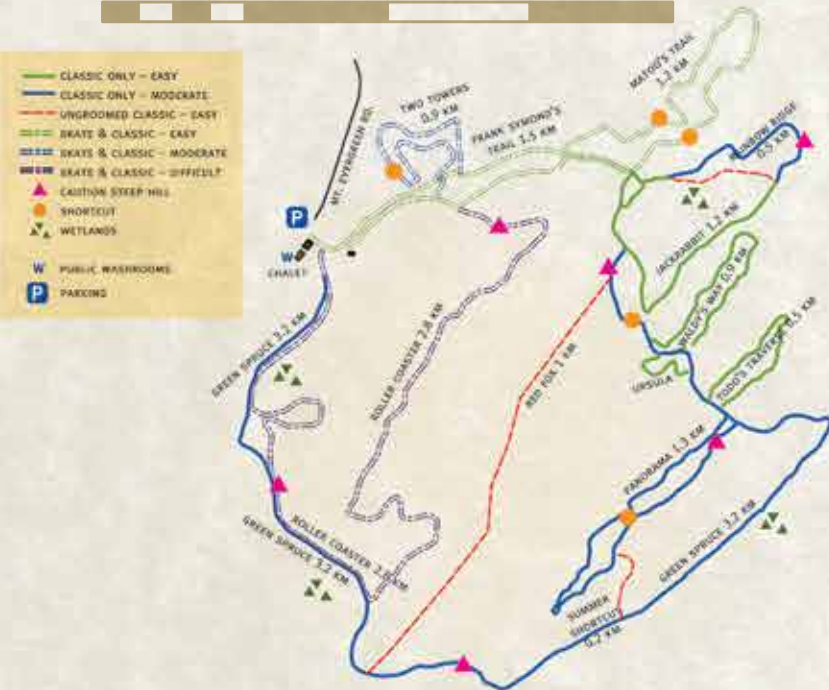 CLASSIC ONLY – EASY
CLASSIC ONLY – MODERATE
UNGROOMED CLASSIC – EASY
SKATE & CLASSIC – EASY
SKATE & CLASSIC – MODERATE
SKATE & CLASSIC – DIFFICULT
CAUTION STEEP HILL
SHORTCUT
WETLANDS
W PUBLIC WASHROOMS
P PARKING
MT. EVERGREEN RD.
P
W
CHALET
TWO TOWERS
0.9 KM
FRANK SYMOND'S
TRAIL 1.5 KM
MATOU'S TRAIL
1.2 KM
RAINBOW RIDGE
0.5 KM
JACKRABBIT 1.2 KM
WALDY'S WAY 0.9 KM
URSULA
TODD'S TRAVERSE 0.5 KM
RED FOX 1 KM
ROLLER COASTER 2.8 KM
GREEN SPRUCE 3.2 KM
ROLLER COASTER 2.8 KM
GREEN SPRUCE 3.2 KM
PANORAMA 1.3 KM
GREEN SPRUCE 3.2 KM
SUMMER
SHORTCUT
0.2 KM